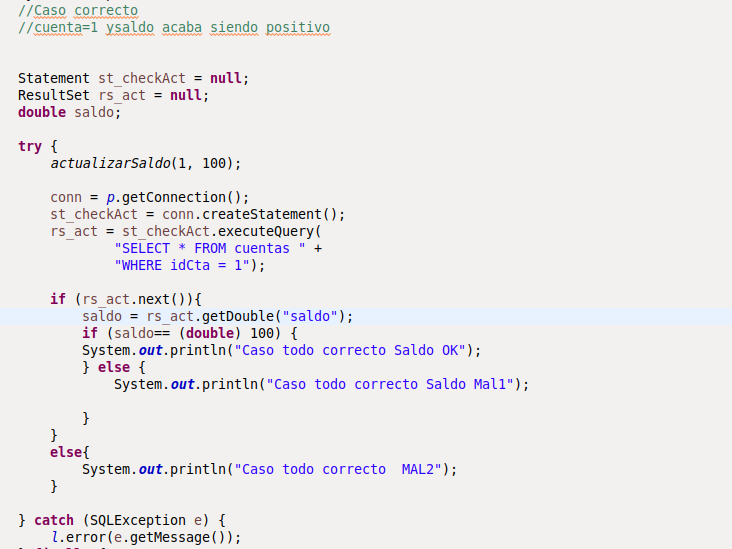 //Caso correcto
//cuenta=1 ysaldo acaba siendo positivo
Statement st_checkAct = null;
ResultSet rs_act = null;
double saldo;
try {
actualizarSaldo(1, 100);
conn = p.getConnection();
st_checkAct = conn.createStatement();
rs_act = st_checkAct.executeQuery(
"SELECT * FROM cuentas " +
"WHERE idCta = 1");
if (rs_act.next()){
saldo = rs_act.getDouble("saldo");
if (saldo== (double) 100) {
System.out.println("Caso todo correcto Saldo OK");
} else {
System.out.println("Caso todo correcto Saldo Mal1");
}
}
else{
System.out.println("Caso todo correcto  MAL2");
}
} catch (SQLException e) {
l.error(e.getMessage());